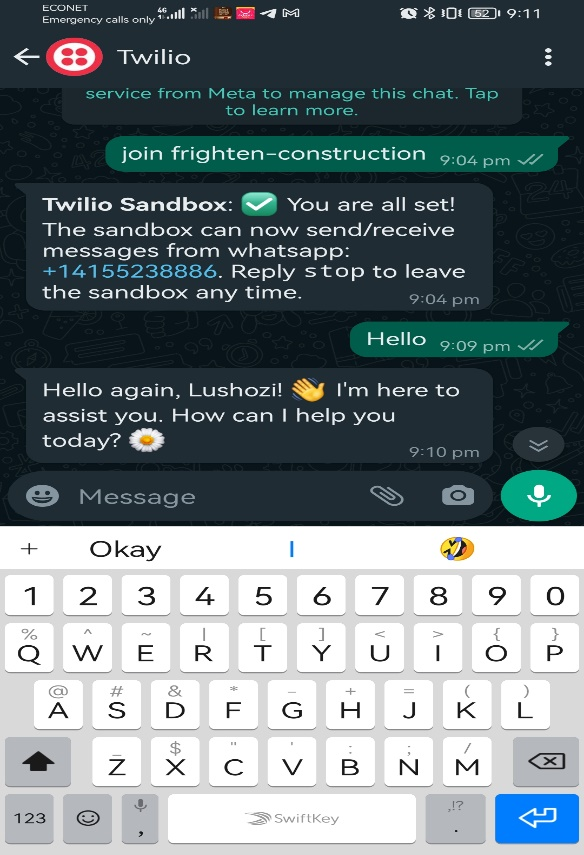 ECONET
Emergency calls only
4G
52
9:11
Twilio
service from Meta to manage this chat. Tap
to learn more.
join frighten-construction 9:04 pm
Twilio Sandbox: ✅ You are all set!
The sandbox can now send/receive
messages from whatsapp:
+14155238886. Reply stop to leave
the sandbox any time.
9:04 pm
Hello 9:09 pm
Hello again, Lushozi! 👋 I'm here to
assist you. How can I help you
today? 🌼
9:10 pm
Message
+ Okay 🤣
1 2 3 4 5 6 7 8 9 0
% ^ ~ | [ ] < > { }
Q W E R T Y U I O P
@ # & * - + = ( )
A S D F G H J K L
_ $ " ' : ; /
Z X C V B N M
123 , SwiftKey ,!? .